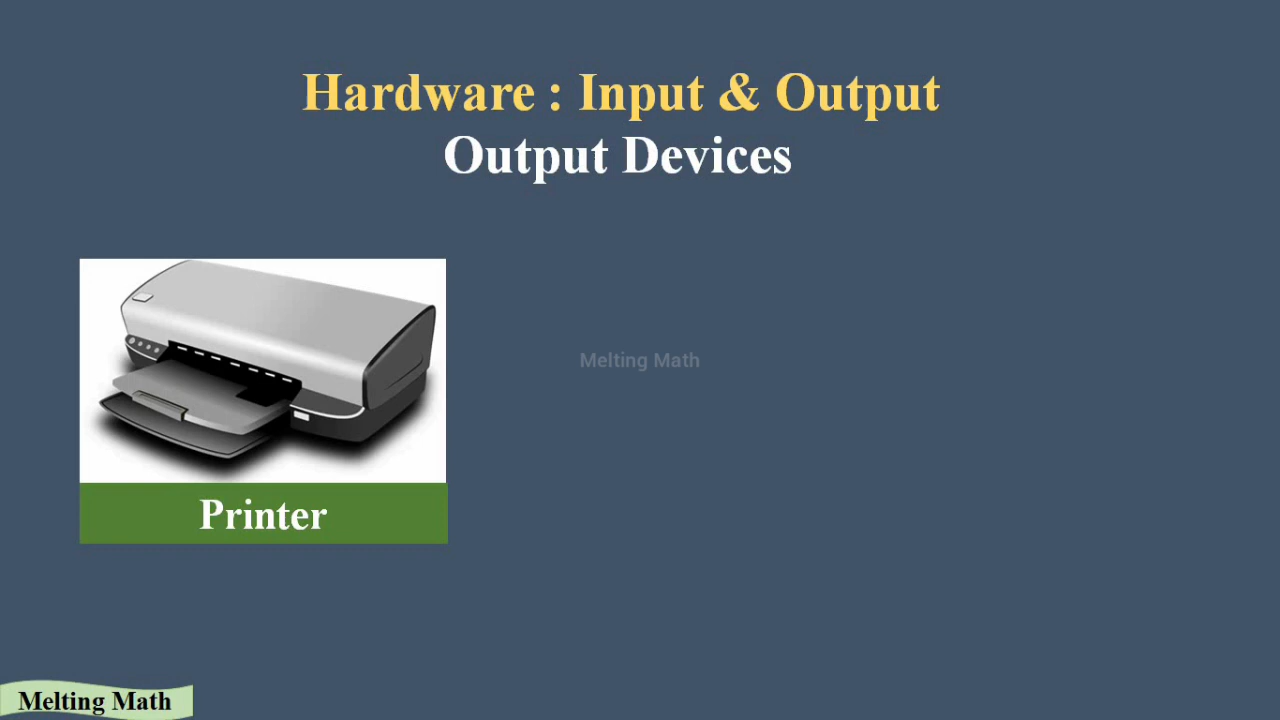 Hardware : Input & Output
Output Devices
Melting Math
Printer
Melting Math